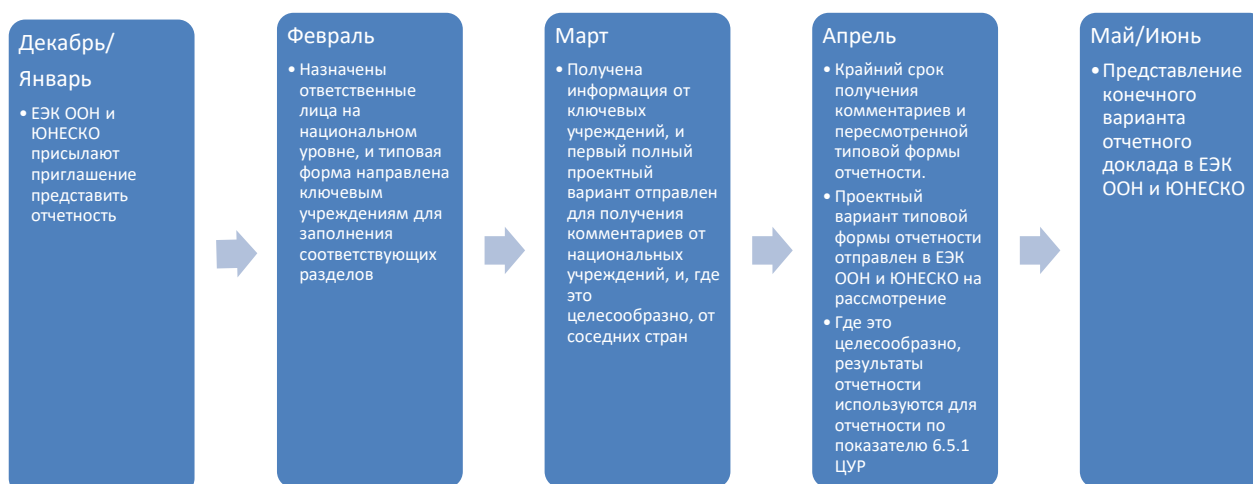 Декабрь/
Январь
• ЕЭК ООН и
ЮНЕСКО
присылают
приглашение
представить
отчетность
Февраль
• Назначены
ответственные
лица на
национальном
уровне, и типовая
форма направлена
ключевым
учреждениям для
заполнения
соответствующих
разделов
Март
• Получена
информация от
ключевых
учреждений, и
первый полный
проектный
вариант отправлен
для получения
комментариев от
национальных
учреждений, и, где
это
целесообразно, от
соседних стран
Апрель
• Крайний срок
получения
комментариев и
пересмотренной
типовой формы
отчетности.
• Проектный
вариант типовой
формы отчетности
отправлен в ЕЭК
ООН и ЮНЕСКО на
рассмотрение
• Где это
целесообразно,
результаты
отчетности
используются для
отчетности по
показателю 6.5.1
ЦУР
Май/Июнь
• Представление
конечного
варианта
отчетного
доклада в ЕЭК
ООН и ЮНЕСКО